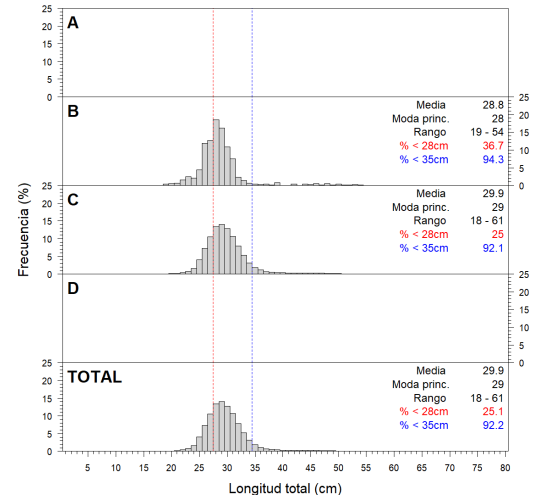 25
20
15
10
5
0
A
B
Media 28.8
Moda princ. 28
Rango 19 - 54
% < 28cm 36.7
% < 35cm 94.3
25
20
15
10
5
0
25
20
15
10
5
0
C
Media 29.9
Moda princ. 29
Rango 18 - 61
% < 28cm 25
% < 35cm 92.1
D
25
20
15
10
5
0
25
20
15
10
5
0
TOTAL
Media 29.9
Moda princ. 29
Rango 18 - 61
% < 28cm 25.1
% < 35cm 92.2
Frecuencia (%)
5 10 15 20 25 30 35 40 45 50 55 60 65 70 75 80
Longitud total (cm)